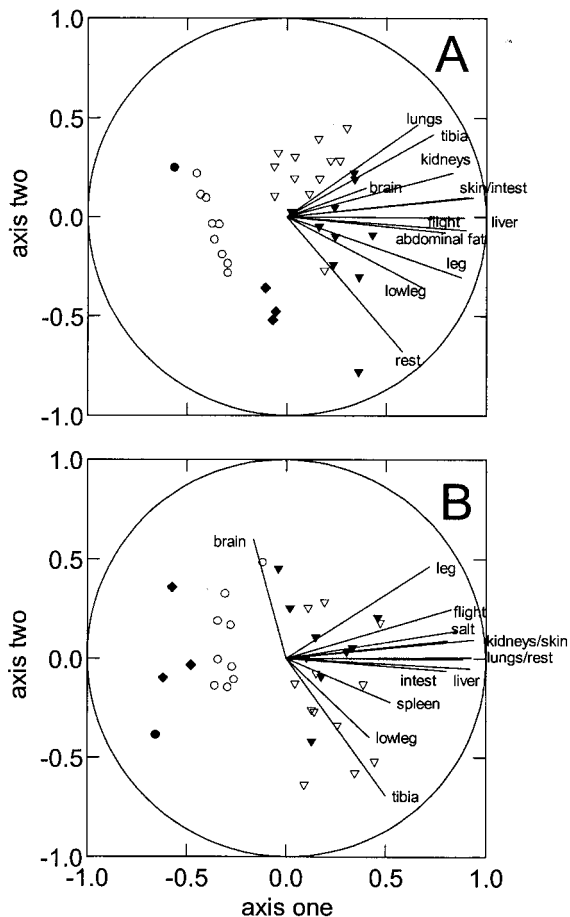 1.0
A
lungs
0.5
tibia
kidneys
brain
skin/intest
0.0
flight
liver
abdominal fat
leg
lowleg
-0.5
rest
-1.0
axis two
1.0
B
brain
leg
0.5
flight
salt
kidneys/skin
0.0
lungs/rest
intest
liver
spleen
lowleg
-0.5
tibia
-1.0
axis two
-1.0 -0.5 0.0 0.5 1.0
axis one